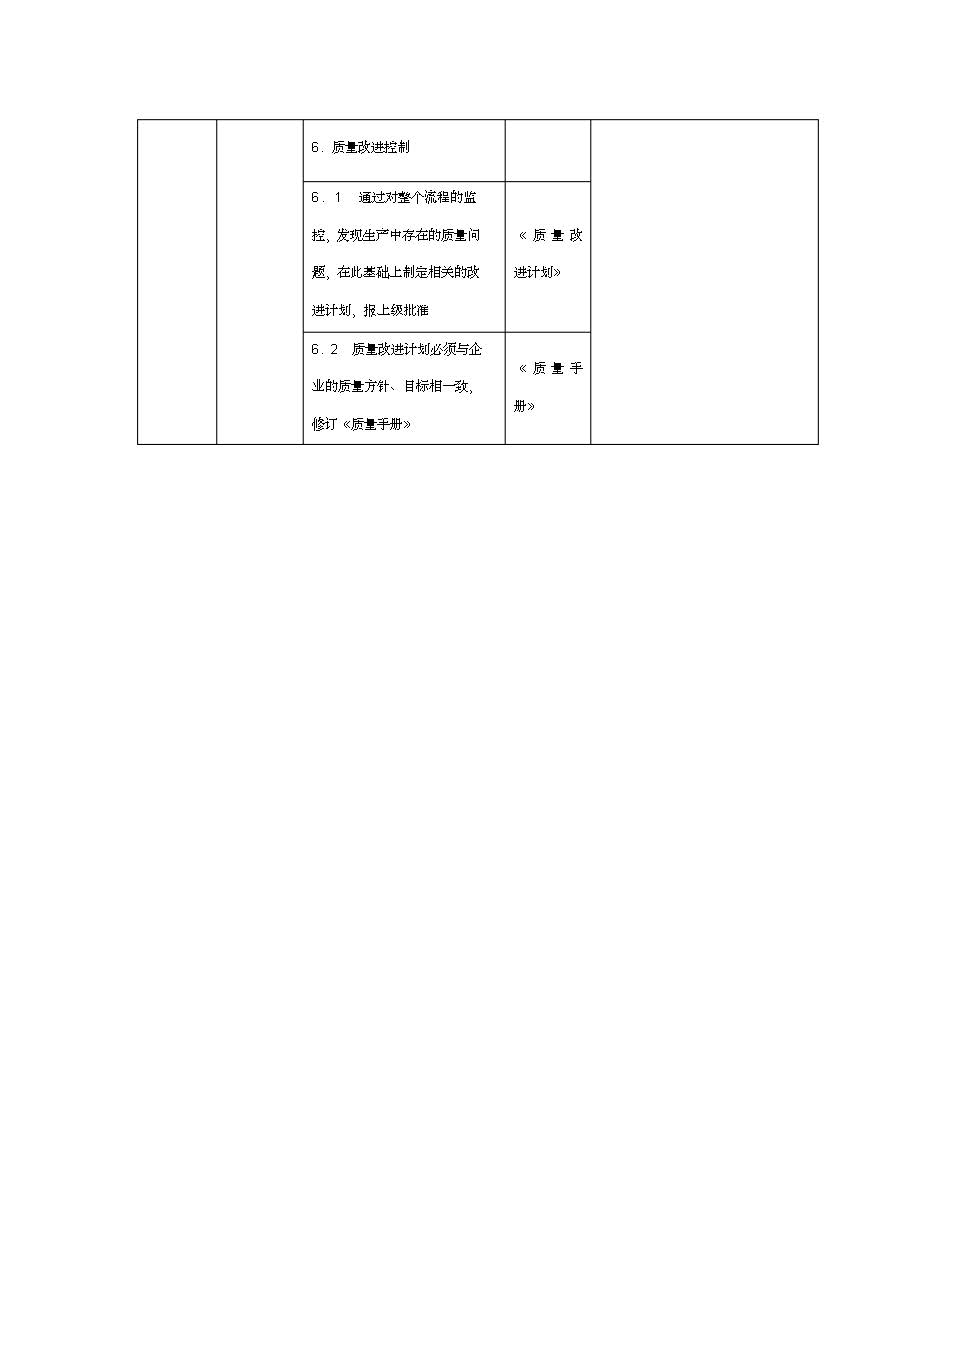 6. 质量改进控制
6. 1 通过对整个流程的监
控，发现生产中存在的质量问
题，在此基础上制定相关的改
进计划，报上级批准
《质量改
进计划》
6. 2 质量改进计划必须与企
业的质量方针、目标相一致，
修订《质量手册》
《质量手
册》